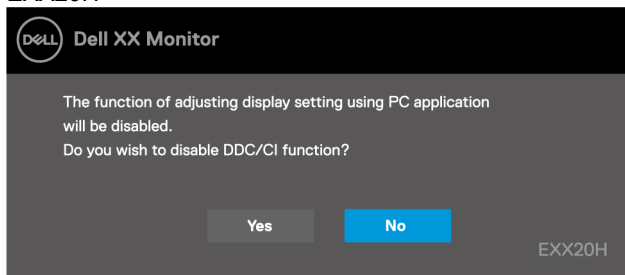 DELL
Dell XX Monitor
The function of adjusting display setting using PC application
will be disabled.
Do you wish to disable DDC/CI function?
Yes
No
EXX20H